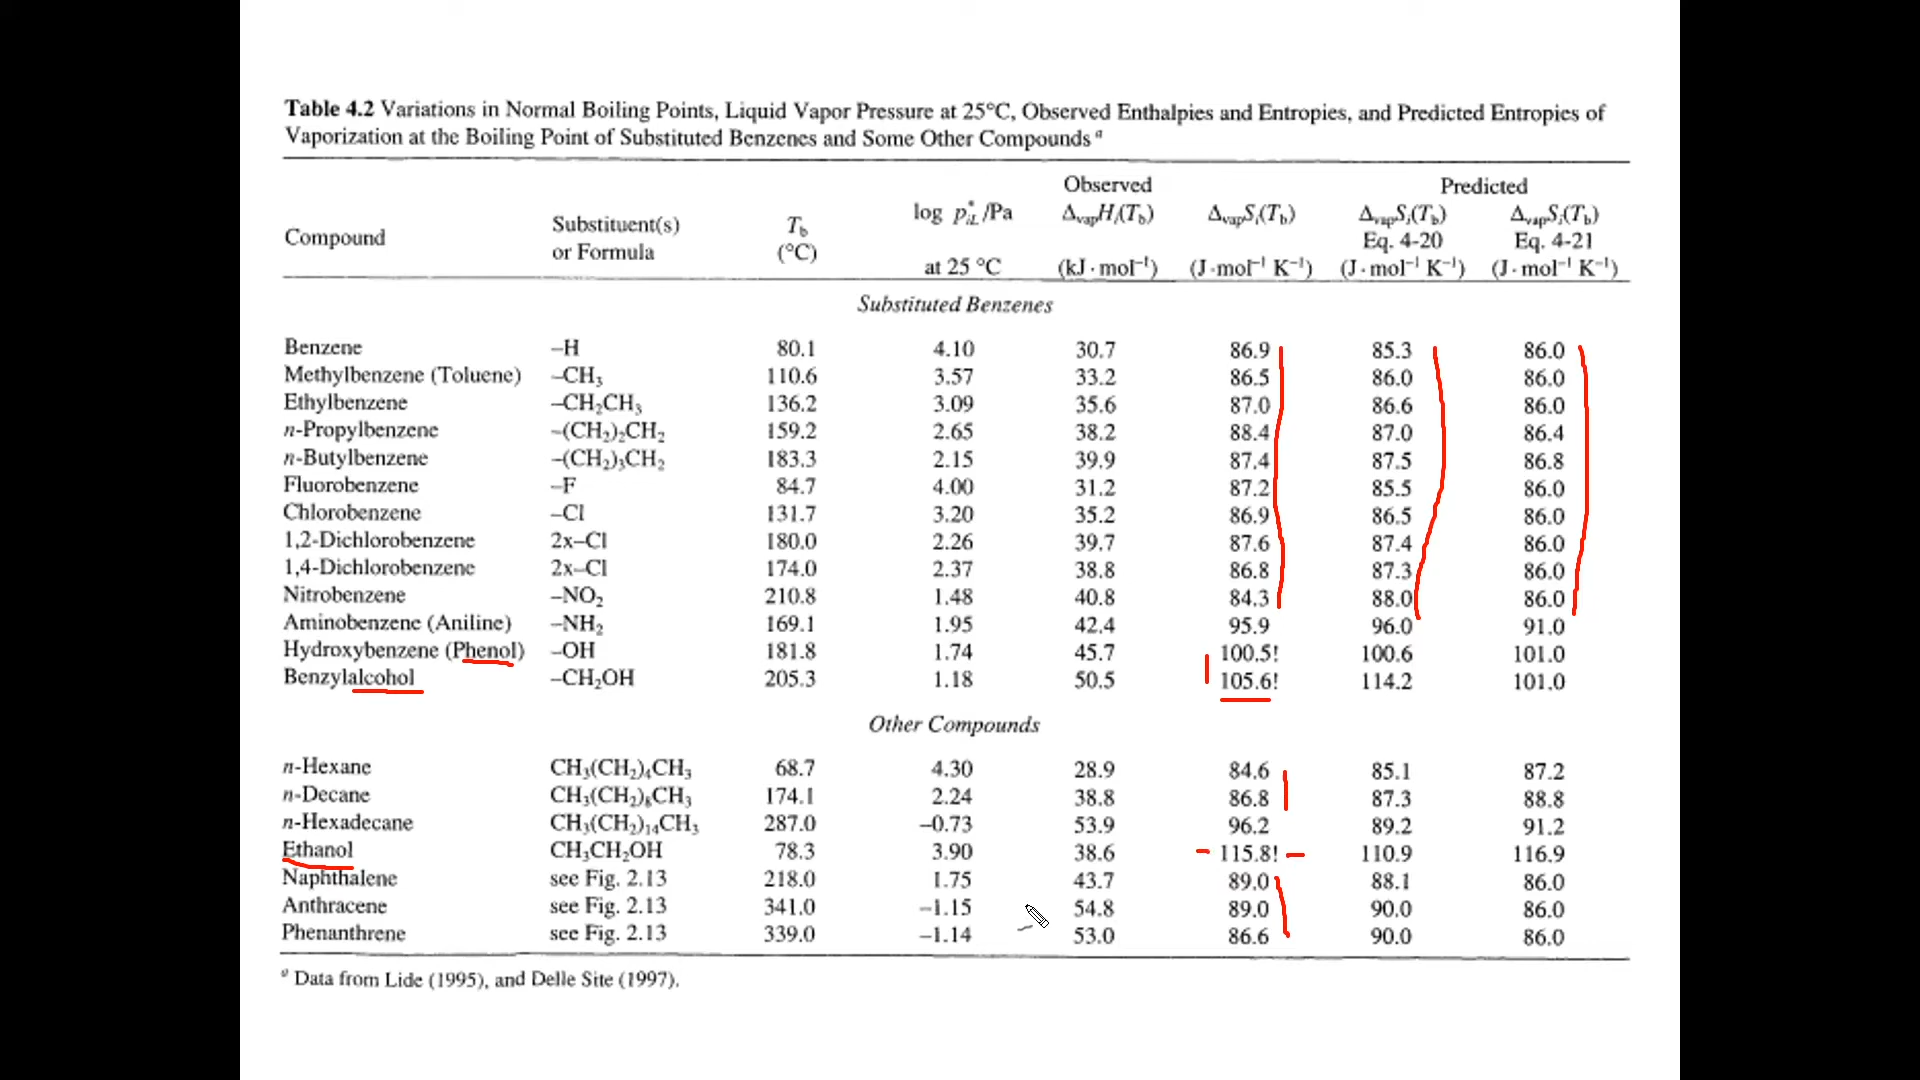 Table 4.2 Variations in Normal Boiling Points, Liquid Vapor Pressure at 25°C, Observed Enthalpies and Entropies, and Predicted Entropies of
Vaporization at the Boiling Point of Substituted Benzenes and Some Other Compounds ᵃ
Observed Predicted
Compound Substituent(s) or Formula T_b (°C) log p*_iL /Pa at 25 °C Δ_vapH_i(T_b) (kJ · mol⁻¹) Δ_vapS_i(T_b) (J · mol⁻¹ K⁻¹) Δ_vapS_i(T_b) Eq. 4-20 (J · mol⁻¹ K⁻¹) Δ_vapS_i(T_b) Eq. 4-21 (J · mol⁻¹ K⁻¹)
Substituted Benzenes
Benzene –H 80.1 4.10 30.7 86.9 85.3 86.0
Methylbenzene (Toluene) –CH₃ 110.6 3.57 33.2 86.5 86.0 86.0
Ethylbenzene –CH₂CH₃ 136.2 3.09 35.6 87.0 86.6 86.0
n-Propylbenzene –(CH₂)₂CH₂ 159.2 2.65 38.2 88.4 87.0 86.4
n-Butylbenzene –(CH₂)₃CH₂ 183.3 2.15 39.9 87.4 87.5 86.8
Fluorobenzene –F 84.7 4.00 31.2 87.2 85.5 86.0
Chlorobenzene –Cl 131.7 3.20 35.2 86.9 86.5 86.0
1,2-Dichlorobenzene 2x–Cl 180.0 2.26 39.7 87.6 87.4 86.0
1,4-Dichlorobenzene 2x–Cl 174.0 2.37 38.8 86.8 87.3 86.0
Nitrobenzene –NO₂ 210.8 1.48 40.8 84.3 88.0 86.0
Aminobenzene (Aniline) –NH₂ 169.1 1.95 42.4 95.9 96.0 91.0
Hydroxybenzene (Phenol) –OH 181.8 1.74 45.7 100.5! 100.6 101.0
Benzylalcohol –CH₂OH 205.3 1.18 50.5 105.6! 114.2 101.0
Other Compounds
n-Hexane CH₃(CH₂)₄CH₃ 68.7 4.30 28.9 84.6 85.1 87.2
n-Decane CH₃(CH₂)₈CH₃ 174.1 2.24 38.8 86.8 87.3 88.8
n-Hexadecane CH₃(CH₂)₁₄CH₃ 287.0 –0.73 53.9 96.2 89.2 91.2
Ethanol CH₃CH₂OH 78.3 3.90 38.6 115.8! 110.9 116.9
Naphthalene see Fig. 2.13 218.0 1.75 43.7 89.0 88.1 86.0
Anthracene see Fig. 2.13 341.0 –1.15 54.8 89.0 90.0 86.0
Phenanthrene see Fig. 2.13 339.0 –1.14 53.0 86.6 90.0 86.0
ᵃ Data from Lide (1995), and Delle Site (1997).